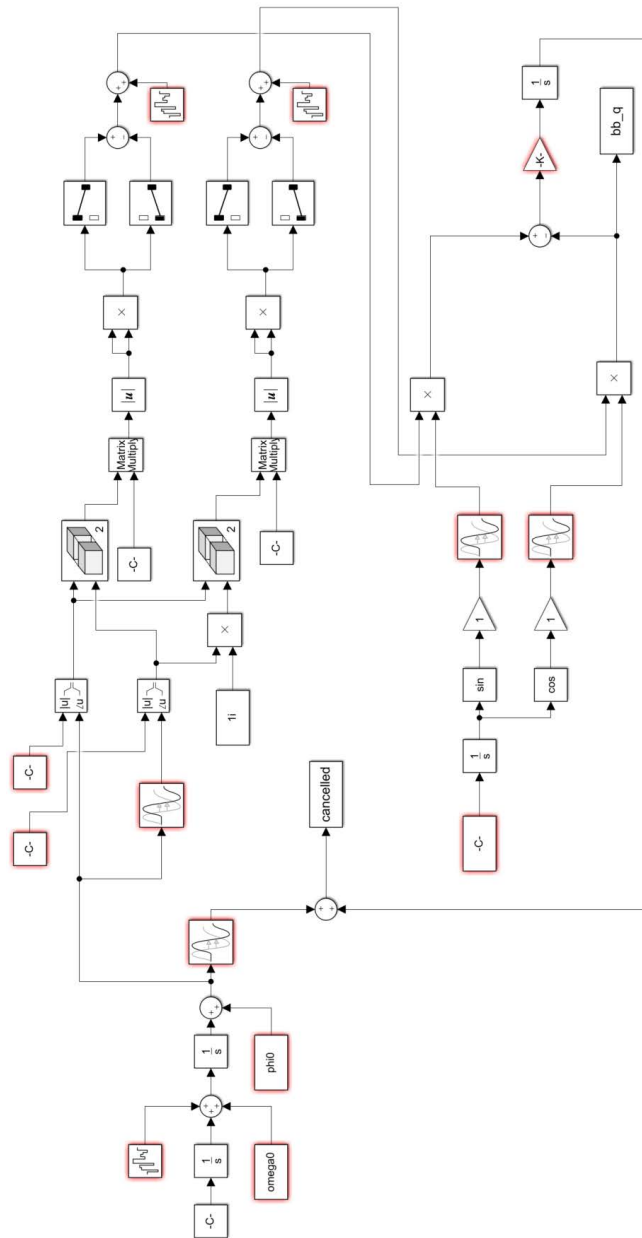 +
+
+
+
1
s
+
-
+
-
-K-
bb_q
×
×
+
-
|u|
|u|
×
×
Matrix
Multiply
Matrix
Multiply
2
2
-C-
-C-
×
1i
|u|
∠u
|u|
∠u
-C-
-C-
1
1
sin
cos
1
s
-C-
cancelled
+
+
+
+
1
s
phi0
+
+
+
1
s
omega0
-C-